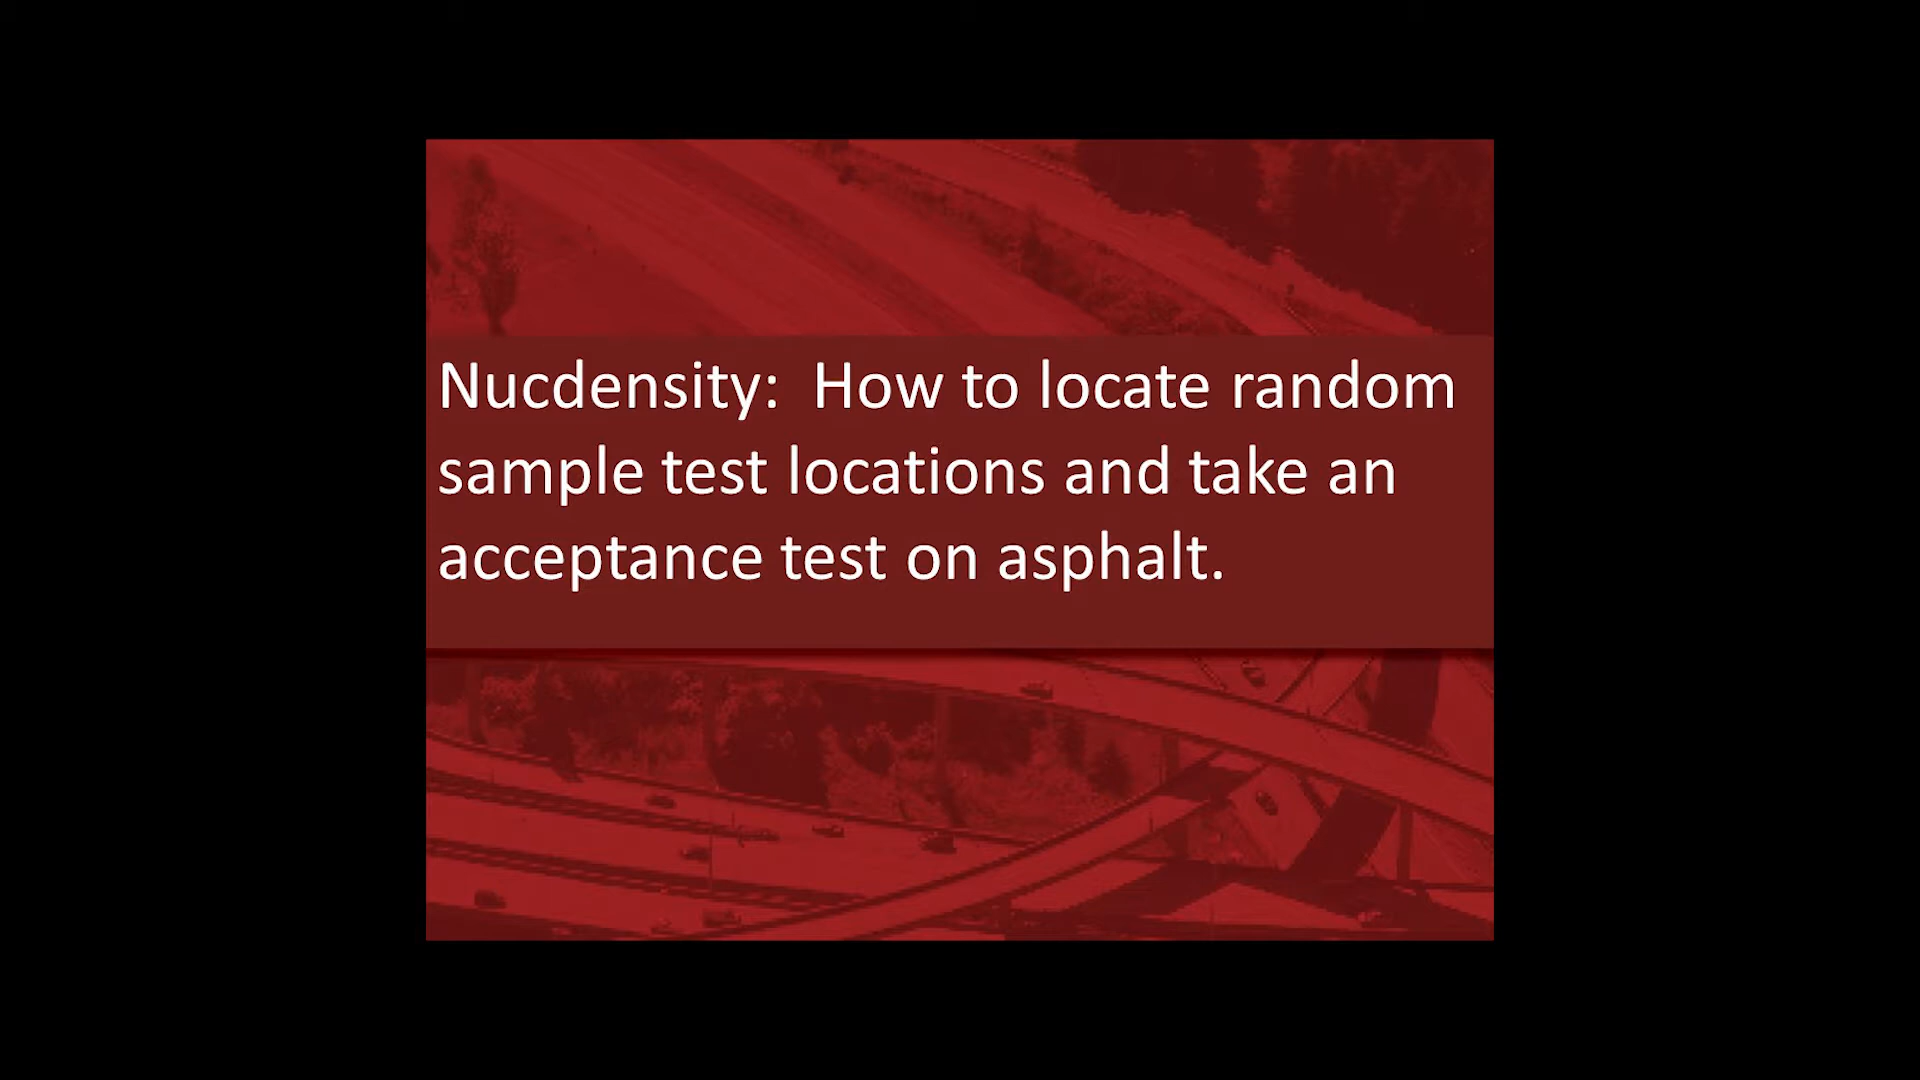 Nucdensity:  How to locate random
sample test locations and take an
acceptance test on asphalt.